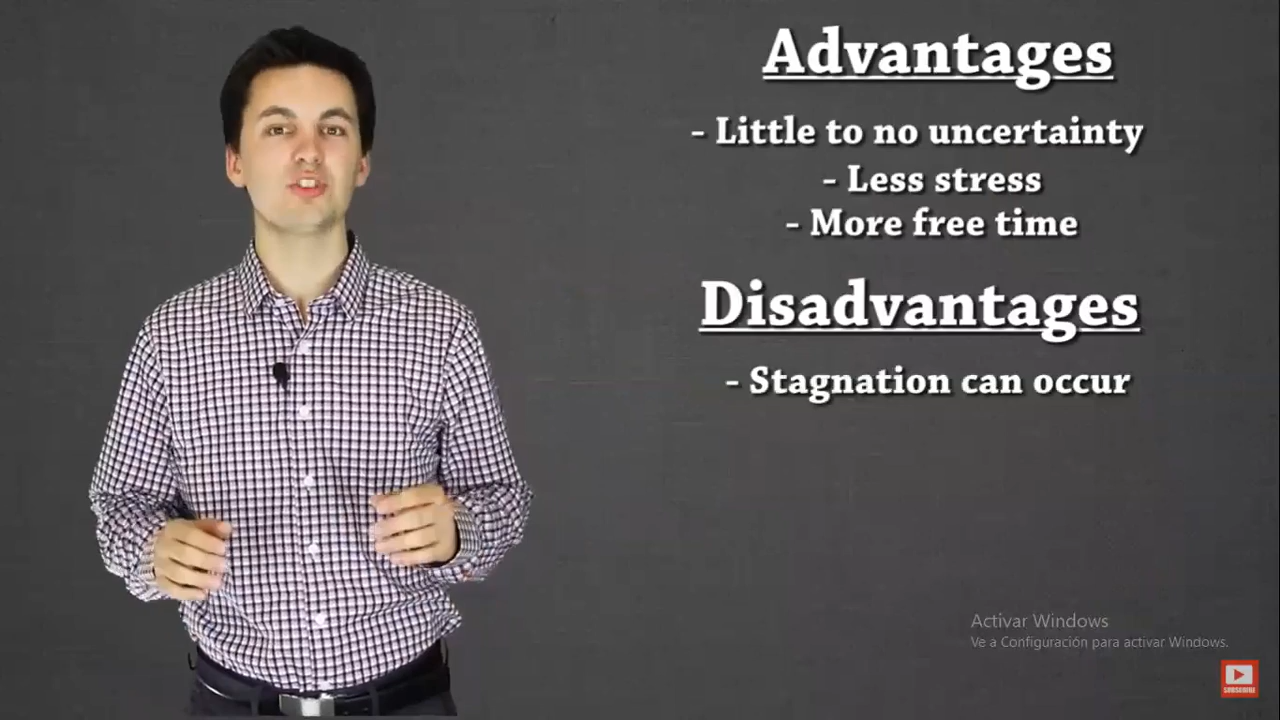 Advantages
- Little to no uncertainty
- Less stress
- More free time
Disadvantages
- Stagnation can occur
Activar Windows
Ve a Configuración para activar Windows.
SUBSCRIBE